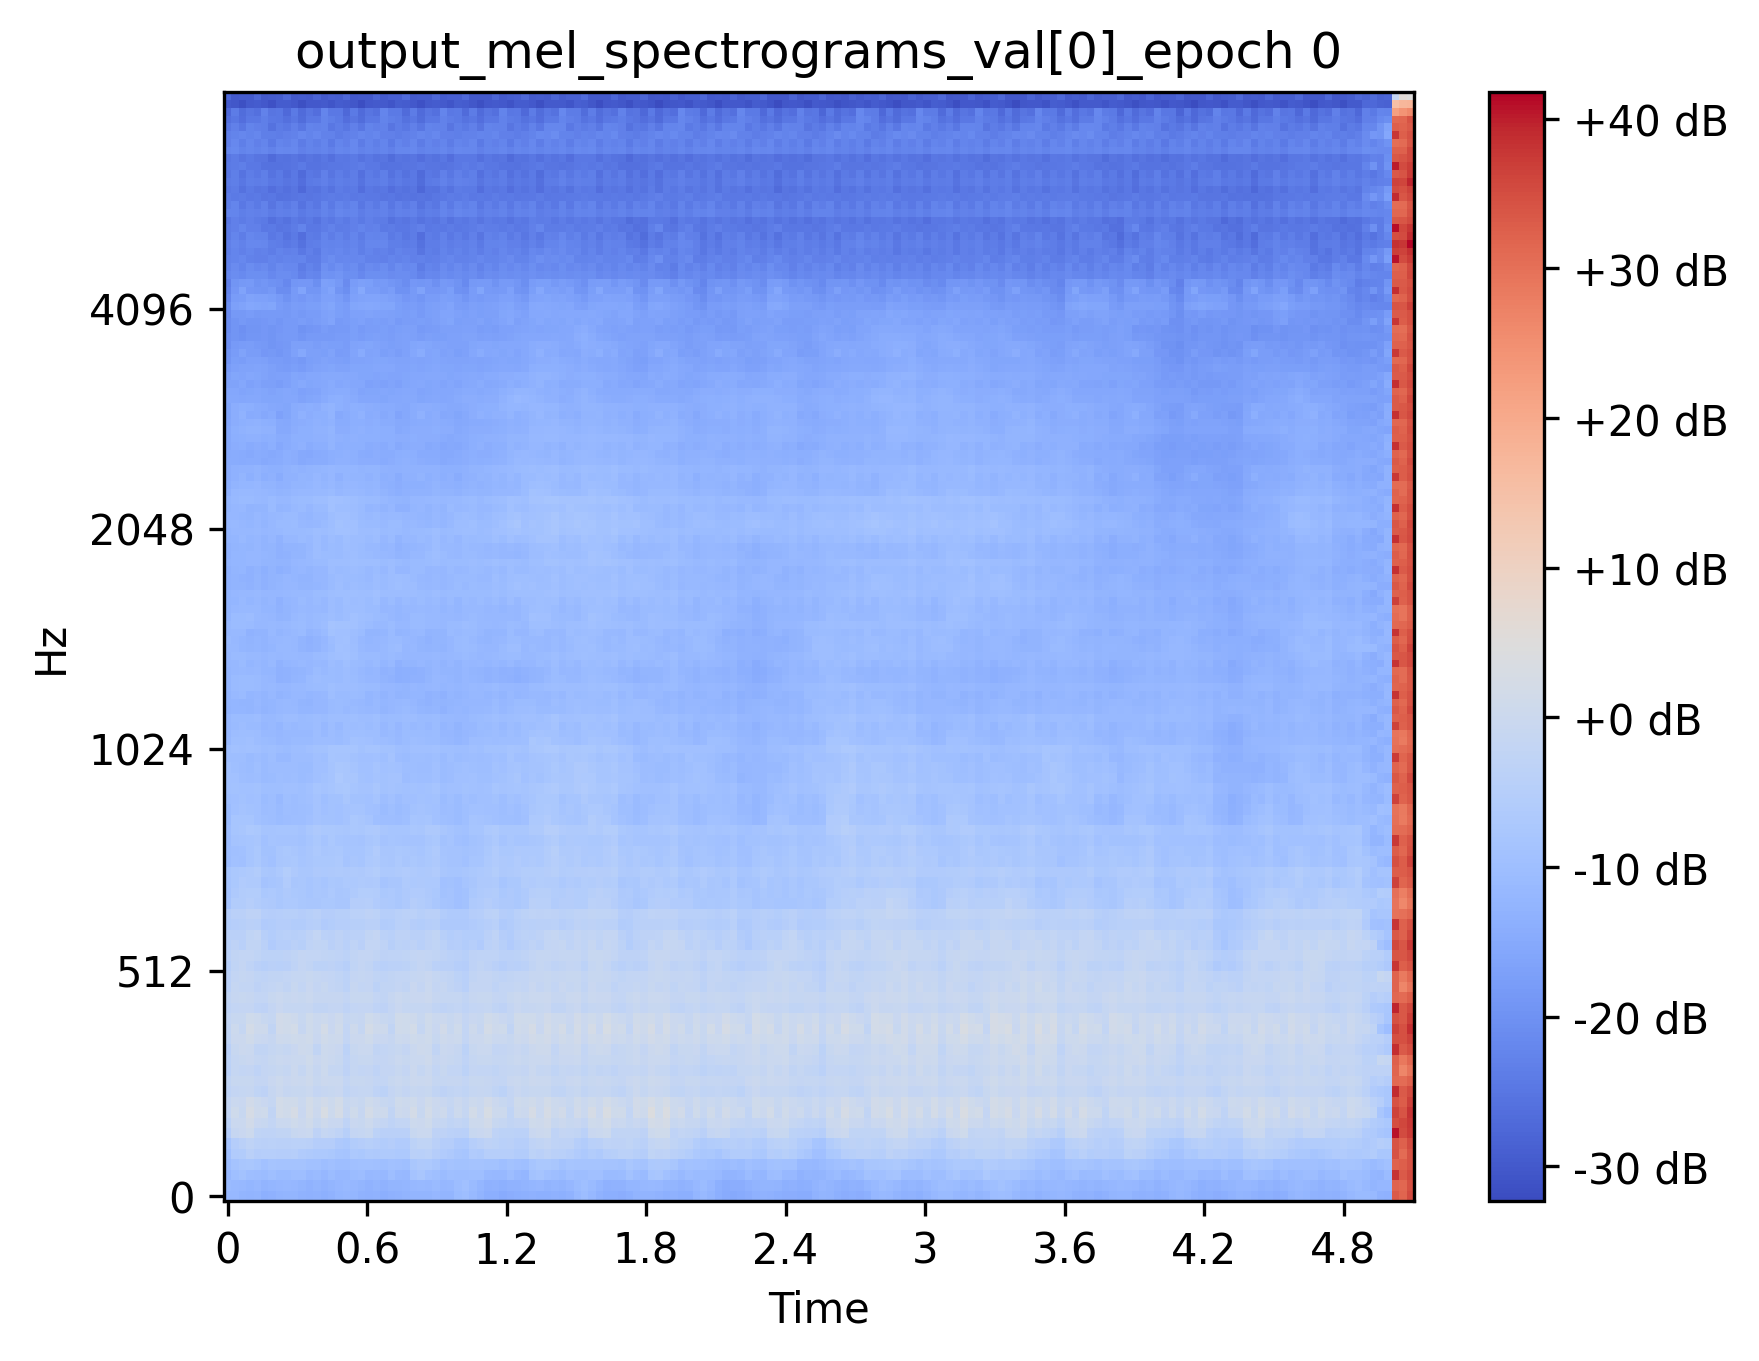 output_mel_spectrograms_val[0]_epoch 0
+40 dB
+30 dB
4096
+20 dB
2048
+10 dB
Hz
+0 dB
1024
-10 dB
512
-20 dB
-30 dB
0
0 0.6 1.2 1.8 2.4 3 3.6 4.2 4.8
Time